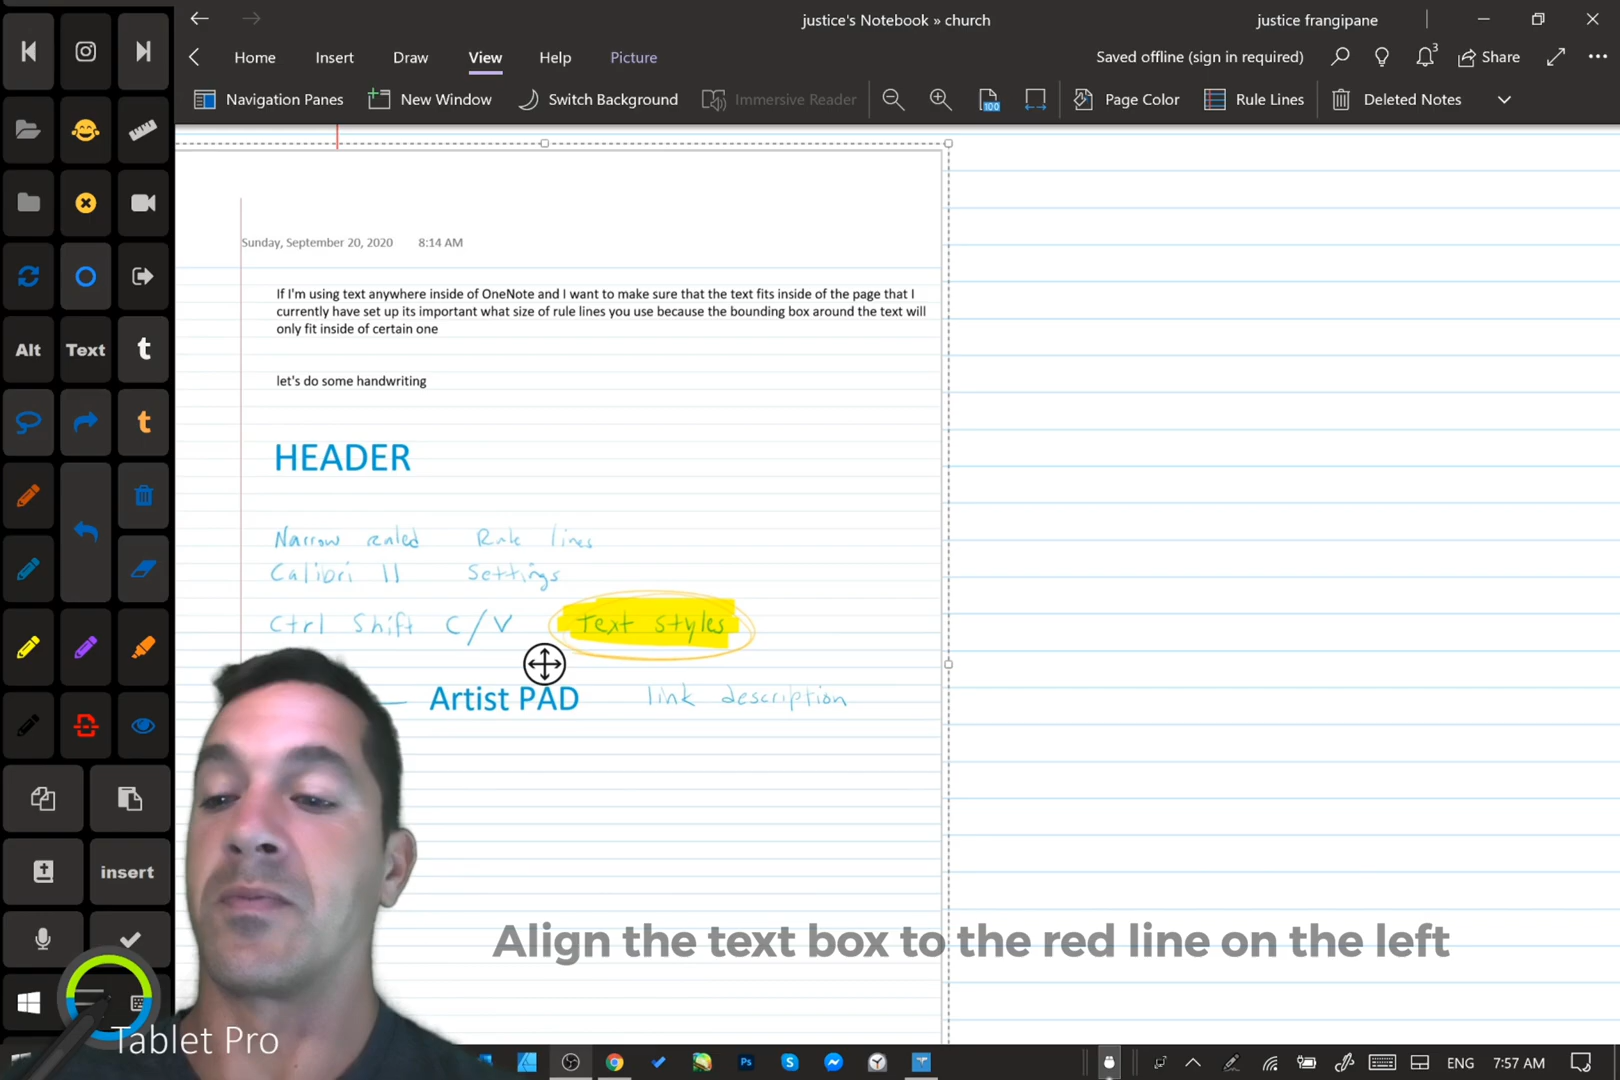 justice's Notebook » church
justice frangipane
Home Insert Draw View Help Picture
Saved offline (sign in required)
3
Share
Navigation Panes New Window Switch Background Immersive Reader
100
Page Color Rule Lines Deleted Notes
Sunday, September 20, 2020 8:14 AM
If I'm using text anywhere inside of OneNote and I want to make sure that the text fits inside of the page that I
currently have set up its important what size of rule lines you use because the bounding box around the text will
only fit inside of certain one
let's do some handwriting
HEADER
Narrow ruled Rule lines
Calibri 11 Settings
Ctrl Shift C/V text styles
Artist PAD link description
Alt Text t
t
insert
Align the text box to the red line on the left
Tablet Pro
Ps
S
T
ENG 7:57 AM